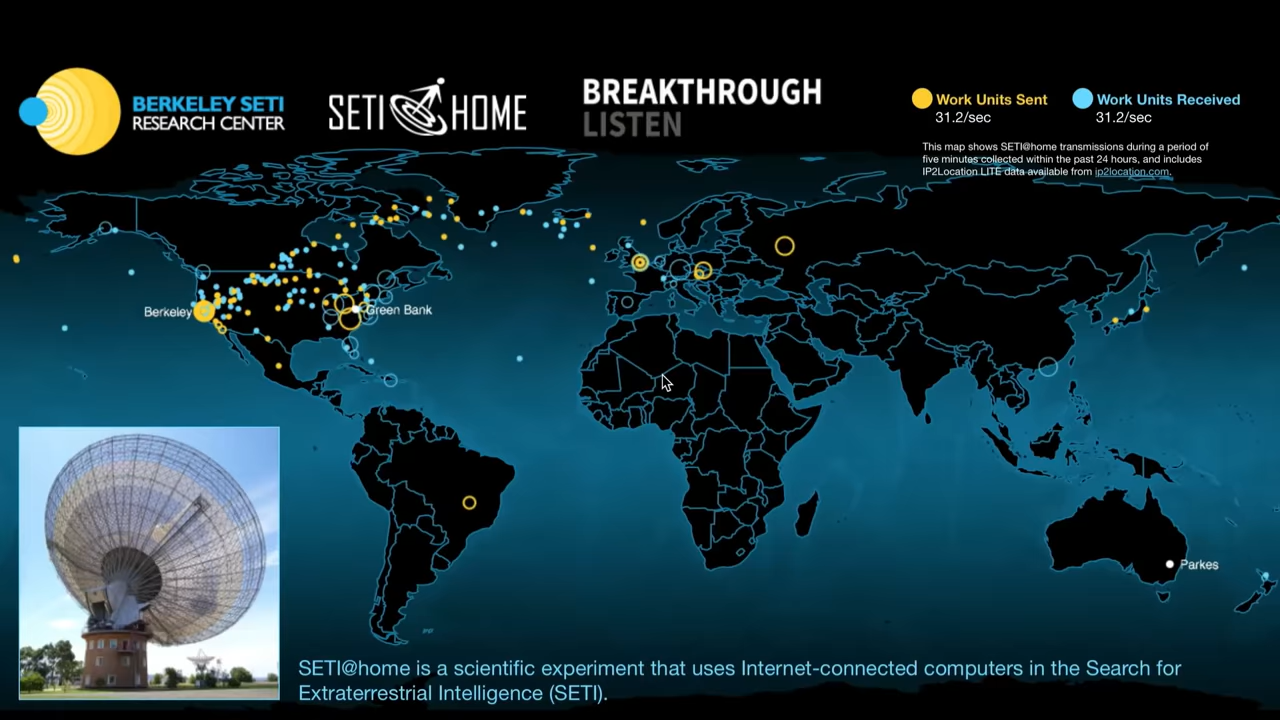 BERKELEY SETI
RESEARCH CENTER
SETI HOME
BREAKTHROUGH
LISTEN
Work Units Sent
31.2/sec
Work Units Received
31.2/sec
This map shows SETI@home transmissions during a period of
five minutes collected within the past 24 hours, and includes
IP2Location LITE data available from ip2location.com.
Berkeley
Green Bank
Parkes
SETI@home is a scientific experiment that uses Internet-connected computers in the Search for
Extraterrestrial Intelligence (SETI).